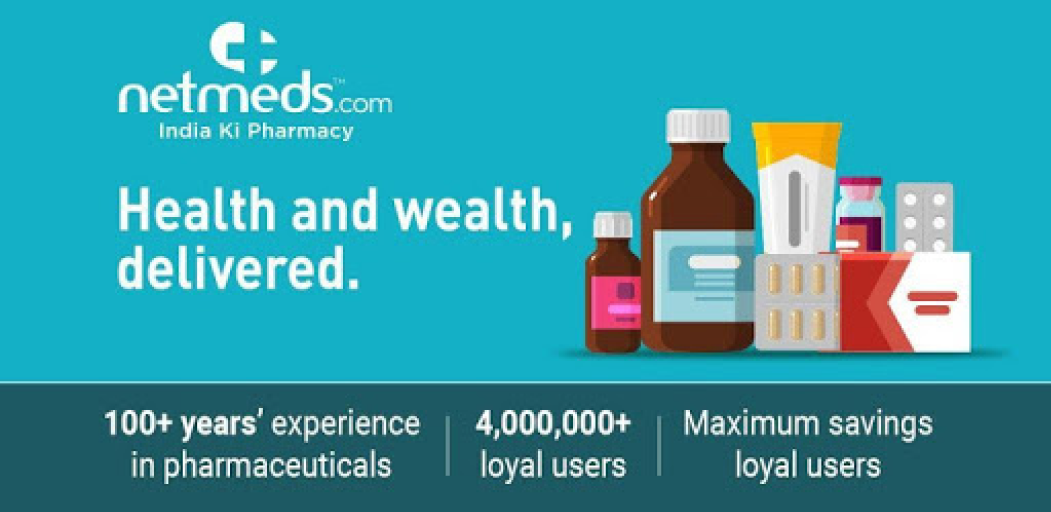 netmeds™.com
India Ki Pharmacy
Health and wealth,
delivered.
100+ years’ experience
in pharmaceuticals
4,000,000+
loyal users
Maximum savings
loyal users